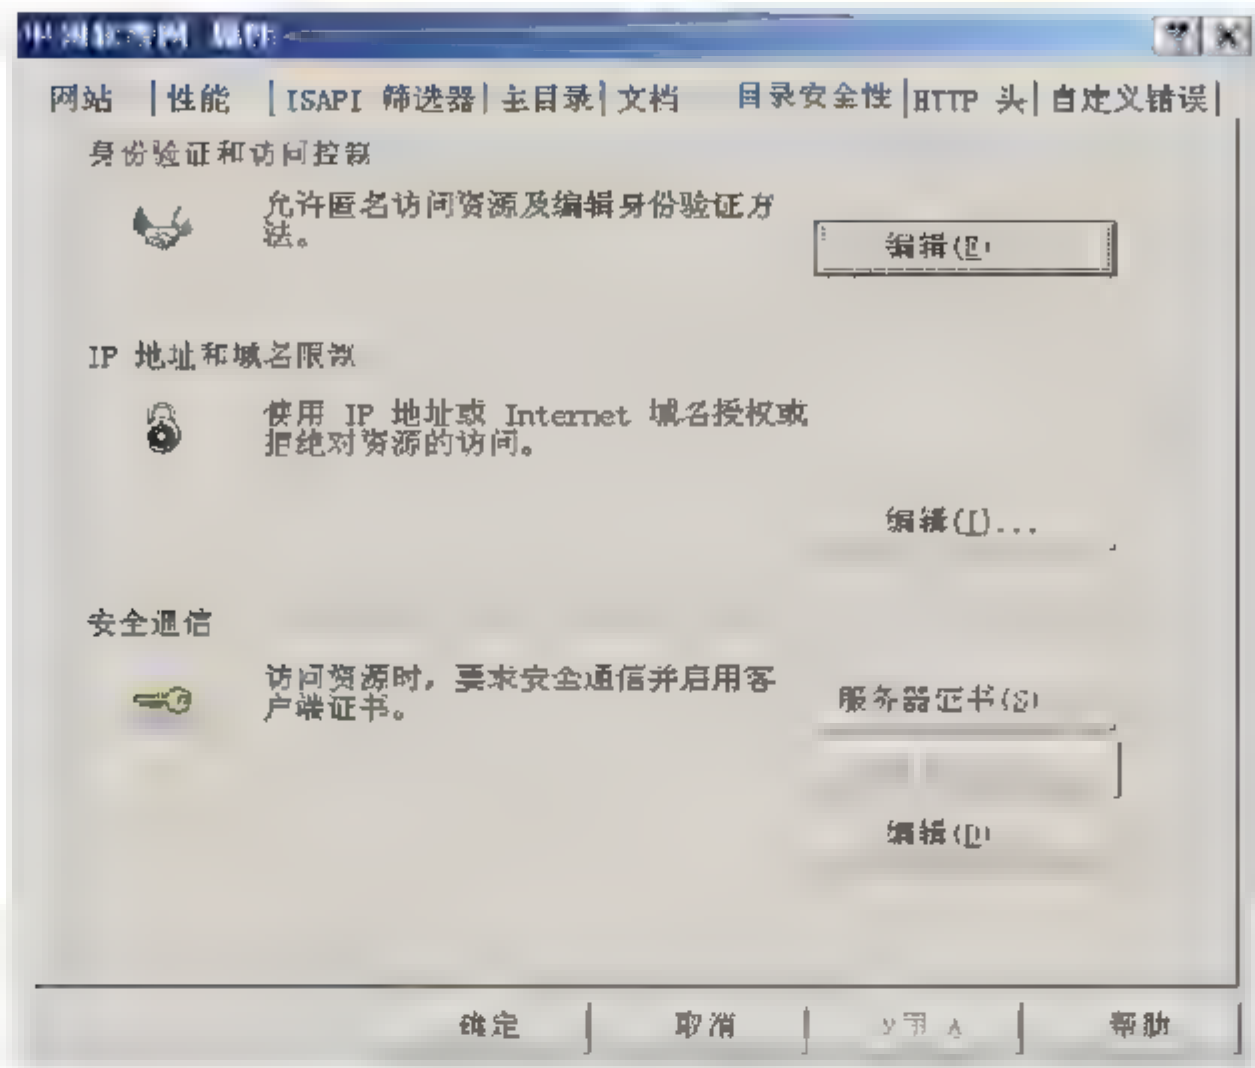 网站 性能 ISAPI 筛选器 主目录 文档 目录安全性 HTTP 头 自定义错误
身份验证和访问控制
允许匿名访问资源及编辑身份验证方
法。
编辑(E)
IP 地址和域名限制
使用 IP 地址或 Internet 域名授权或
拒绝对资源的访问。
编辑(I)...
安全通信
访问资源时，要求安全通信并启用客
户端证书。
服务器证书(S)
编辑(D)
确定 取消 帮助